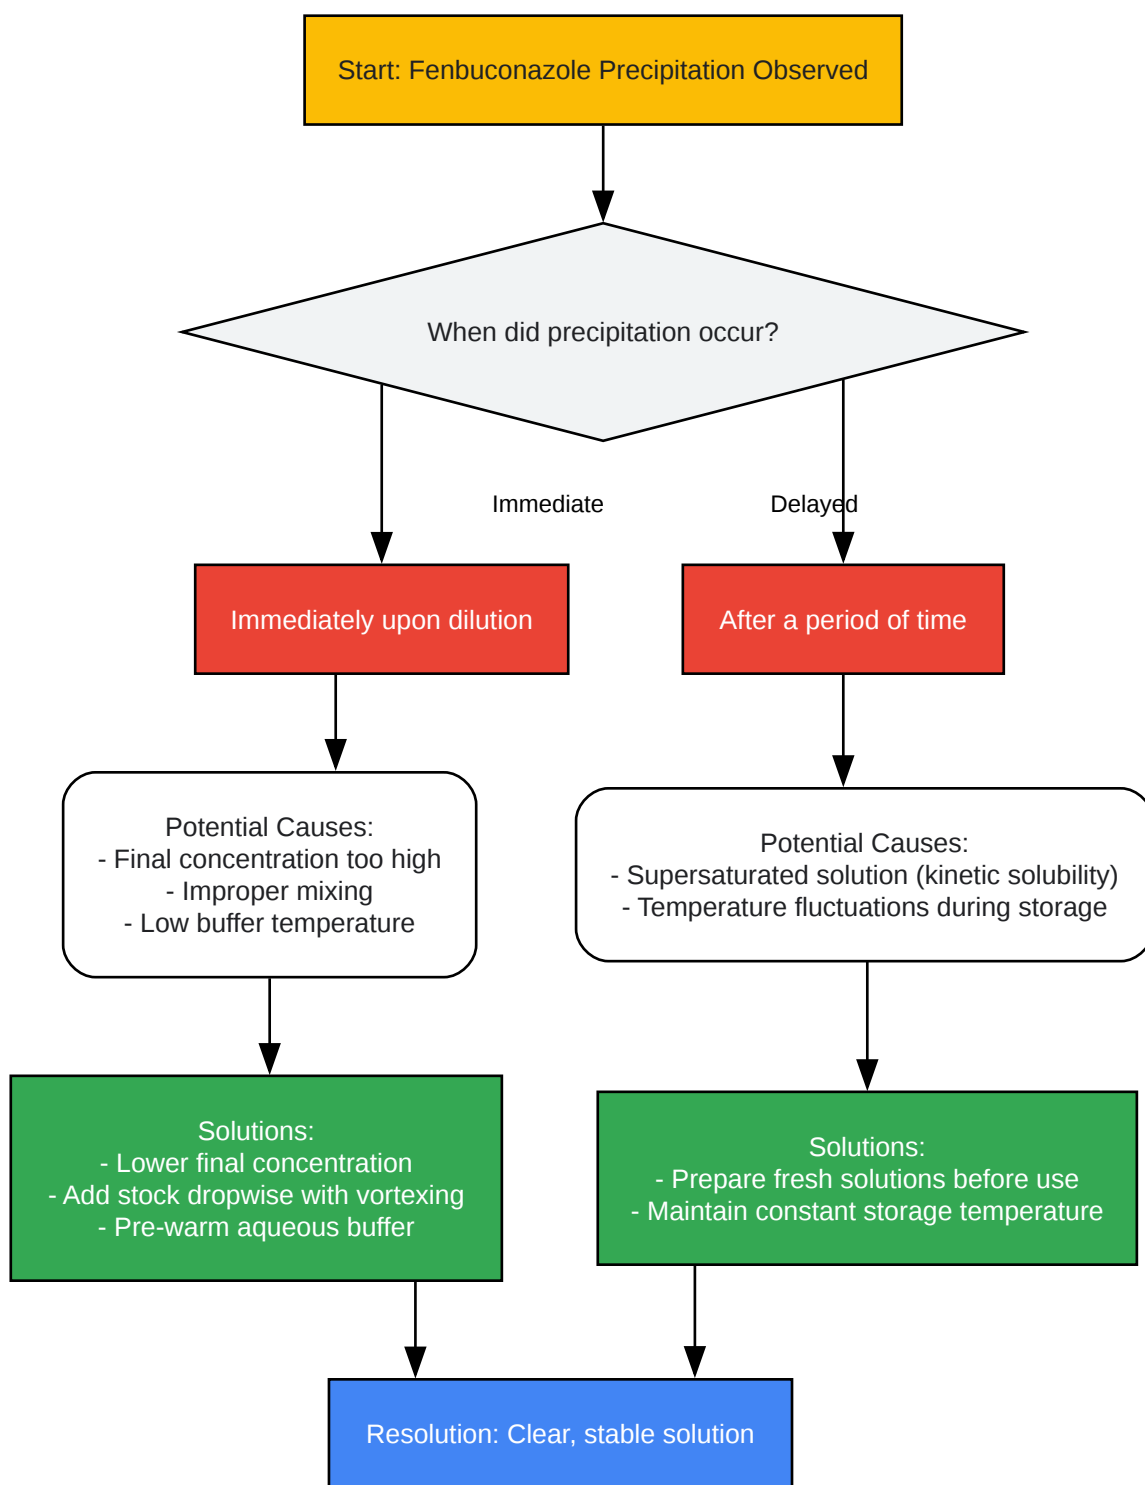 Start: Fenbuconazole Precipitation Observed
When did precipitation occur?
Immediate
Delayed
Immediately upon dilution
After a period of time
Potential Causes:
- Final concentration too high
- Improper mixing
- Low buffer temperature
Potential Causes:
- Supersaturated solution (kinetic solubility)
- Temperature fluctuations during storage
Solutions:
- Lower final concentration
- Add stock dropwise with vortexing
- Pre-warm aqueous buffer
Solutions:
- Prepare fresh solutions before use
- Maintain constant storage temperature
Resolution: Clear, stable solution